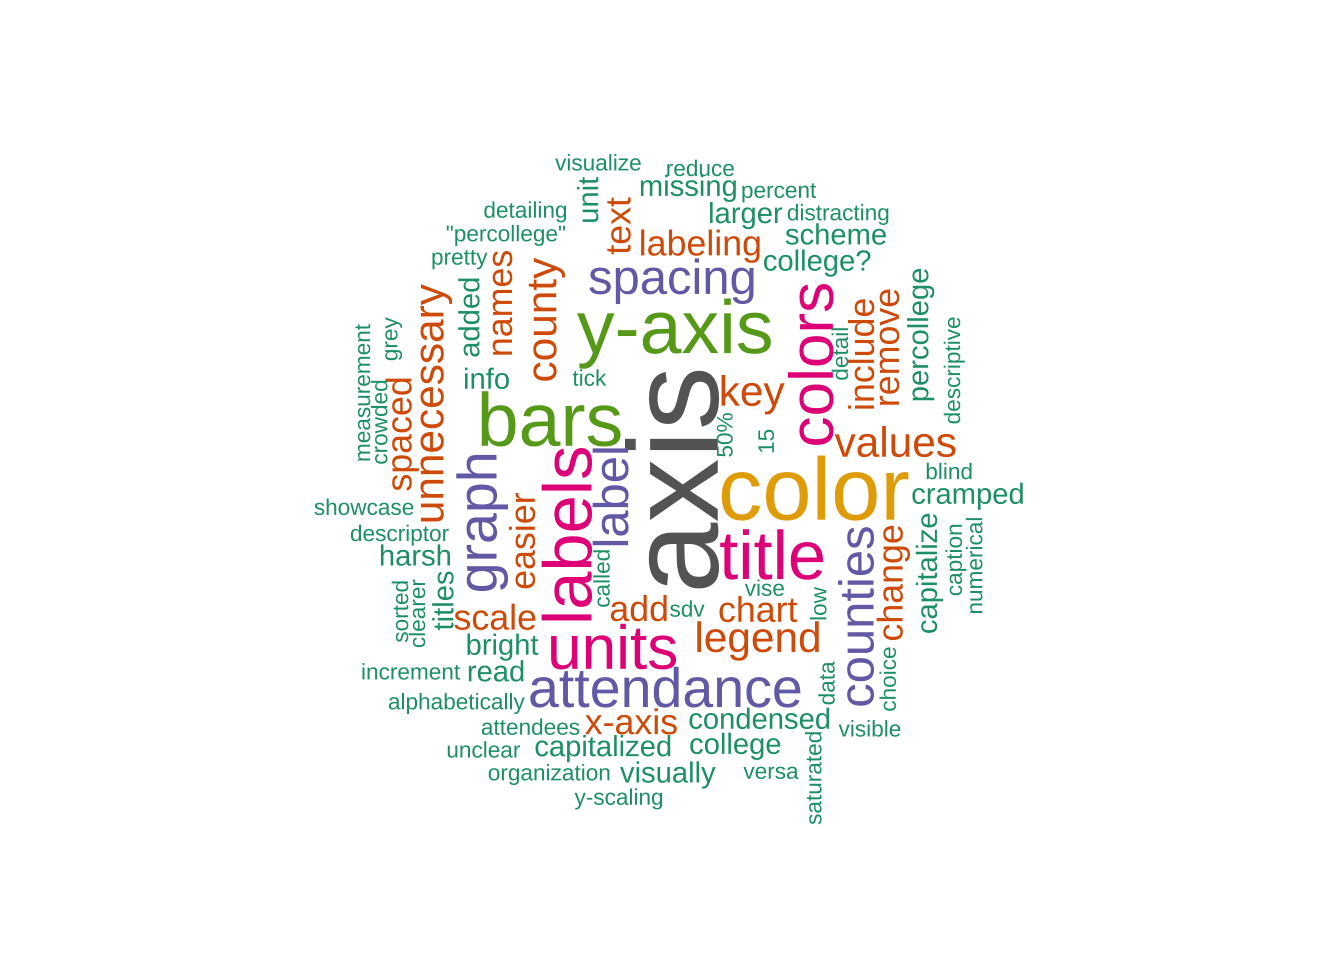 visualize
reduce
missing
percent
unit
text
detailing
larger
distracting
"percollege"
labeling
scheme
pretty
names
county
spacing
college?
added
unnecessary
y-axis
colors
detail
include
remove
percollege
descriptive
measurement
grey
crowded
spaced
info
tick
key
bars
axis
50%
15
values
graph
labels
label
color
blind
cramped
showcase
easier
descriptor
harsh
title
counties
change
capitalize
caption
numerical
called
sorted
clearer
titles
scale
add
sdv
vise
chart
low
bright
units
legend
increment
read
attendance
data
choice
alphabetically
attendees
x-axis
condensed
visible
unclear
capitalized
college
organization
visually
versa
saturated
y-scaling